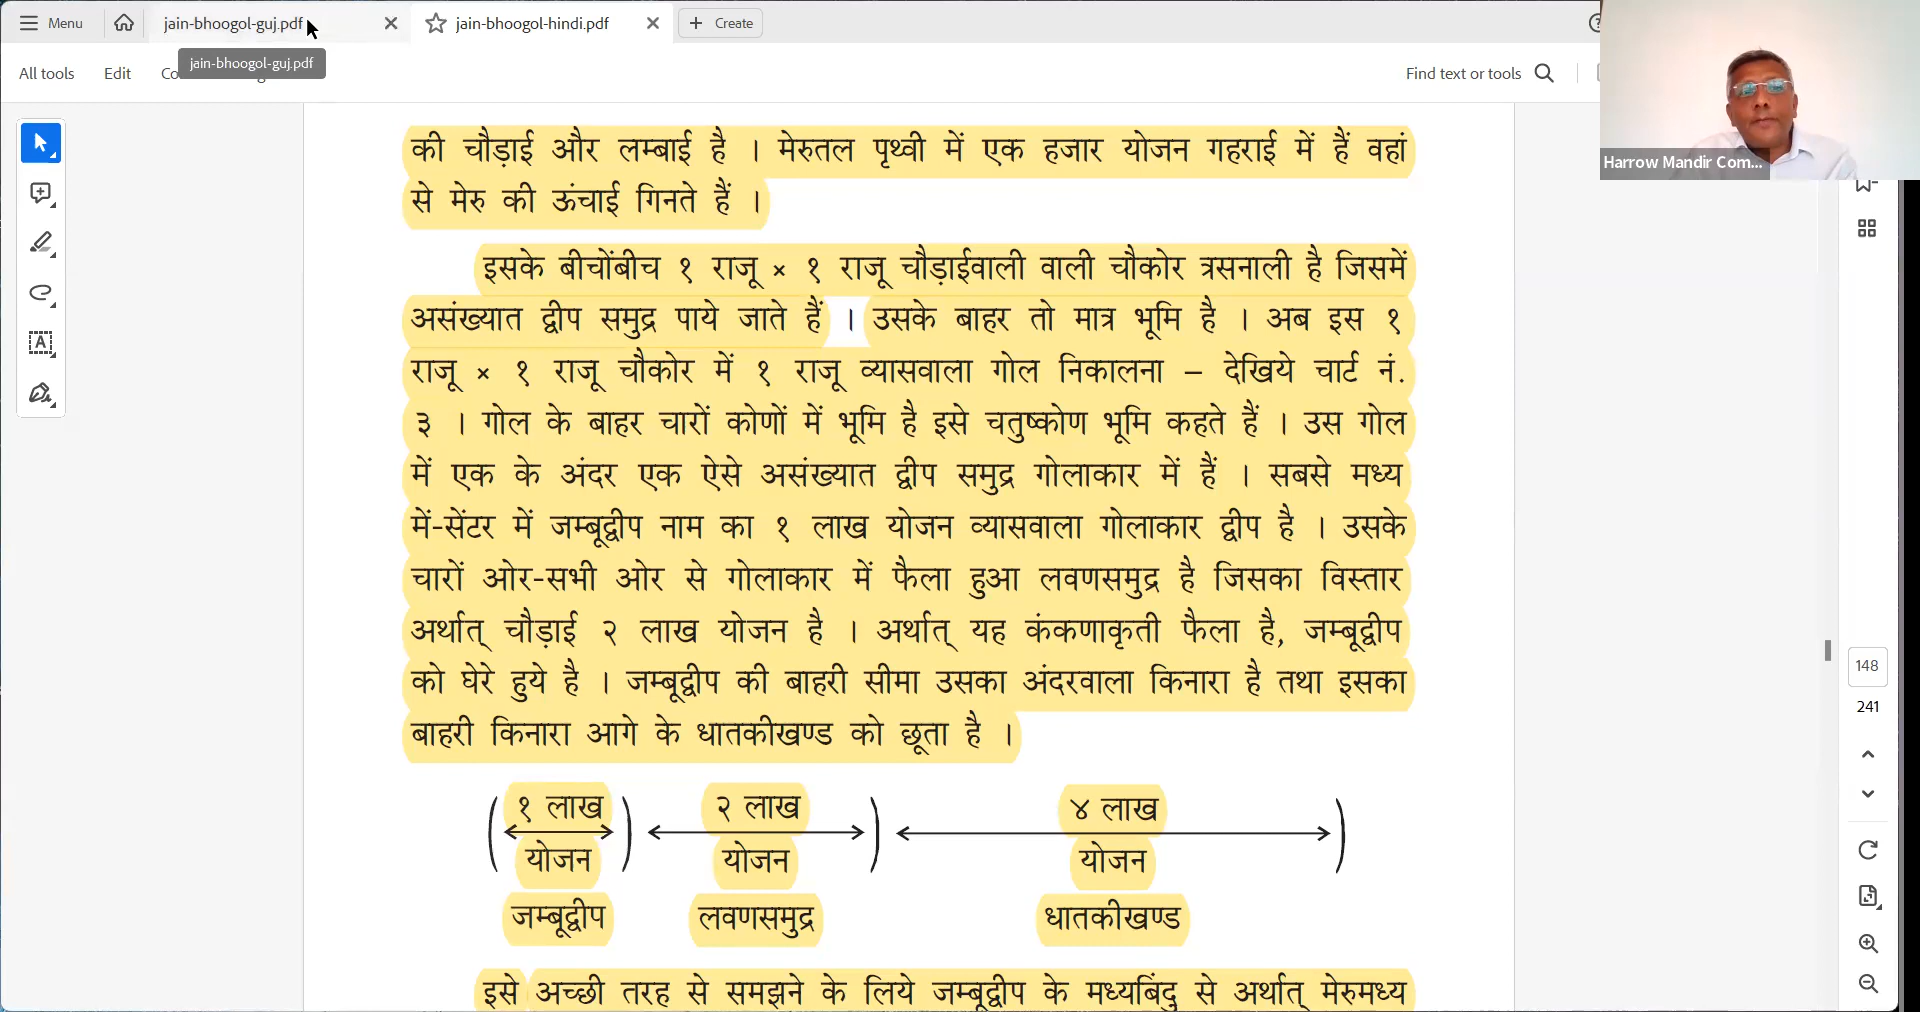 Menu
jain-bhoogol-guj.pdf
jain-bhoogol-hindi.pdf
Create
jain-bhoogol-guj.pdf
All tools
Edit
Find text or tools
Harrow Mandir Com...
की चौड़ाई और लम्बाई है । मेरुतल पृथ्वी में एक हजार योजन गहराई में हैं वहां
से मेरु की ऊंचाई गिनते हैं ।
इसके बीचोंबीच १ राजू × १ राजू चौड़ाईवाली वाली चौकोर त्रसनाली है जिसमें
असंख्यात द्वीप समुद्र पाये जाते हैं । उसके बाहर तो मात्र भूमि है । अब इस १
राजू × १ राजू चौकोर में १ राजू व्यासवाला गोल निकालना – देखिये चार्ट नं.
३ । गोल के बाहर चारों कोणों में भूमि है इसे चतुष्कोण भूमि कहते हैं । उस गोल
में एक के अंदर एक ऐसे असंख्यात द्वीप समुद्र गोलाकार में हैं । सबसे मध्य
में-सेंटर में जम्बूद्वीप नाम का १ लाख योजन व्यासवाला गोलाकार द्वीप है । उसके
चारों ओर-सभी ओर से गोलाकार में फैला हुआ लवणसमुद्र है जिसका विस्तार
अर्थात् चौड़ाई २ लाख योजन है । अर्थात् यह कंकणाकृती फैला है, जम्बूद्वीप
को घेरे हुये है । जम्बूद्वीप की बाहरी सीमा उसका अंदरवाला किनारा है तथा इसका
बाहरी किनारा आगे के धातकीखण्ड को छूता है ।
१ लाख २ लाख ४ लाख
योजन योजन योजन
जम्बूद्वीप लवणसमुद्र धातकीखण्ड
इसे अच्छी तरह से समझने के लिये जम्बूद्वीप के मध्यबिंदु से अर्थात् मेरुमध्य
148
241